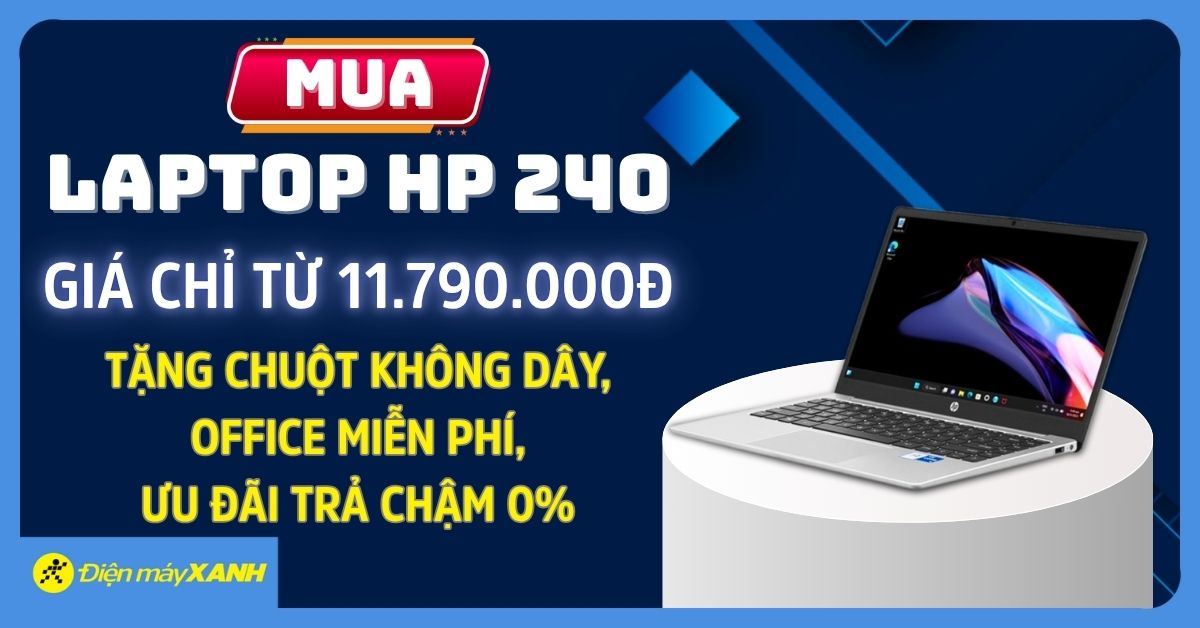 MUA
LAPTOP HP 240
GIÁ CHỈ TỪ 11.790.000Đ
TẶNG CHUỘT KHÔNG DÂY,
OFFICE MIỄN PHÍ,
ƯU ĐÃI TRẢ CHẬM 0%
hp
Điện máyXANH